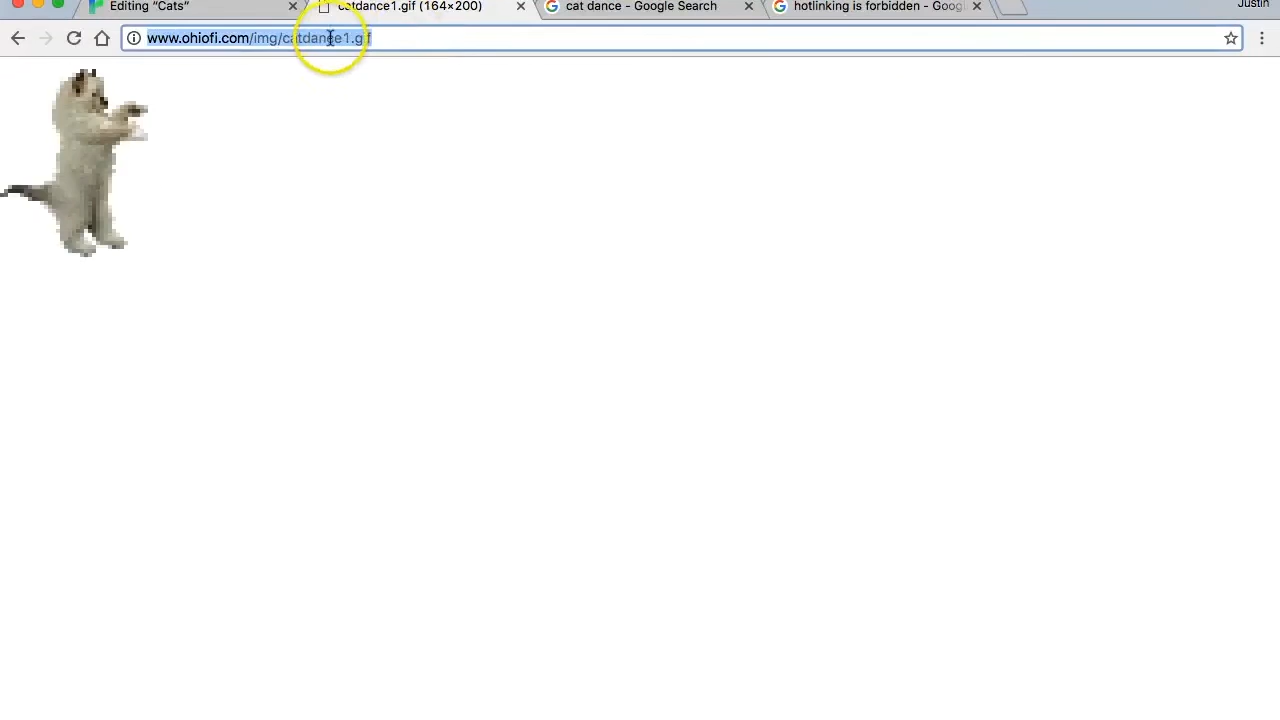 Editing “Cats”
catdance1.gif (164×200)
cat dance - Google Search
hotlinking is forbidden - Goog
Justin
www.ohiofi.com/img/catdance1.gif